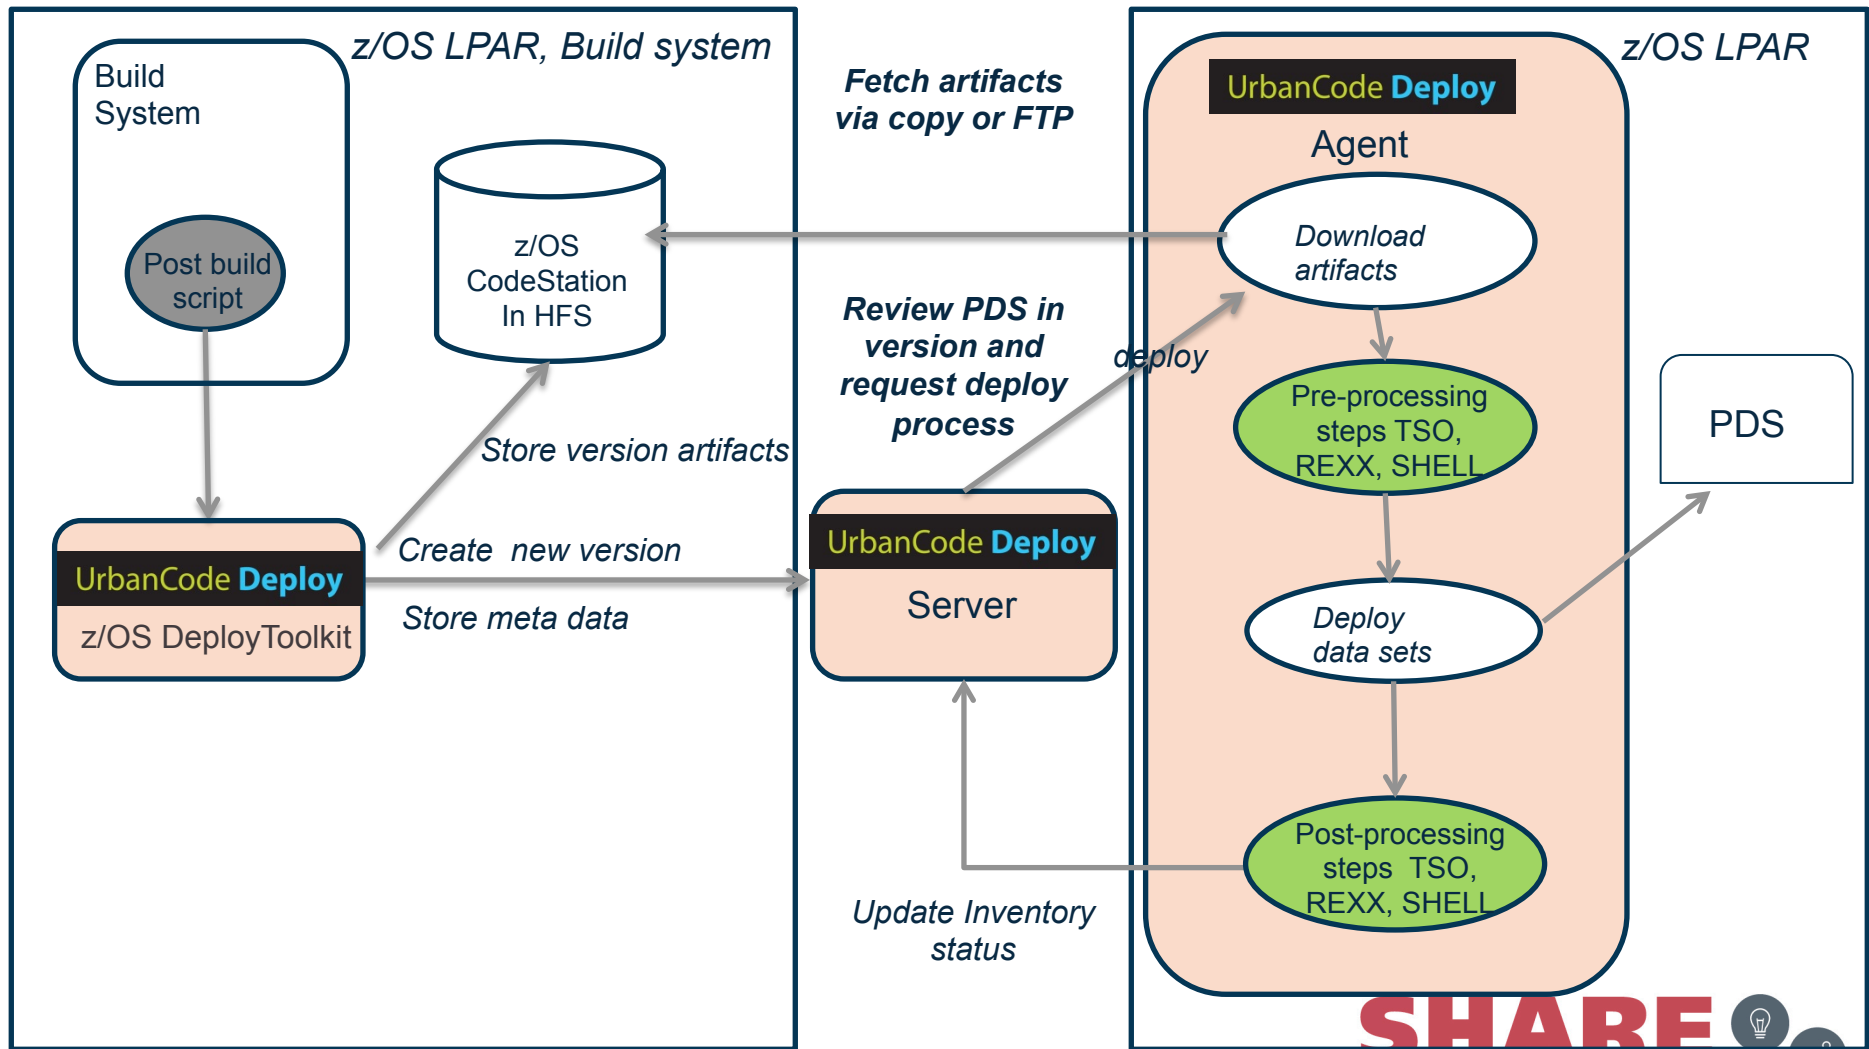 z/OS LPAR, Build system
Build
System
Post build
script
z/OS
CodeStation
In HFS
Store version artifacts
Create  new version
Store meta data
UrbanCode Deploy
z/OS DeployToolkit
Fetch artifacts
via copy or FTP
Review PDS in
version and
request deploy
process
deploy
UrbanCode Deploy
Server
Update Inventory
status
z/OS LPAR
UrbanCode Deploy
Agent
Download
artifacts
Pre-processing
steps TSO,
REXX, SHELL
Deploy
data sets
Post-processing
steps  TSO,
REXX, SHELL
PDS
SHARE